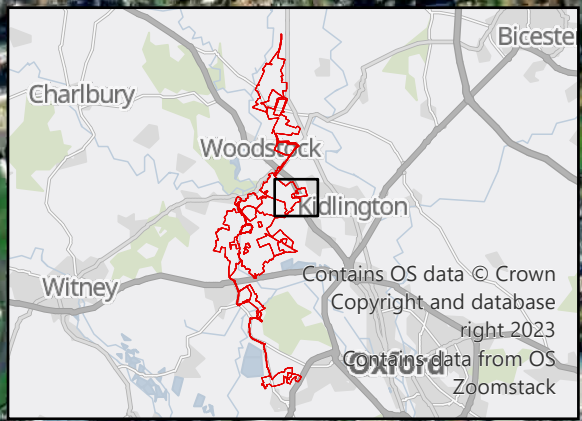 Bicester
Charlbury
Woodstock
Kidlington
Witney
Contains OS data © Crown
Copyright and database
right 2023
Oxford
Contains data from OS
Zoomstack